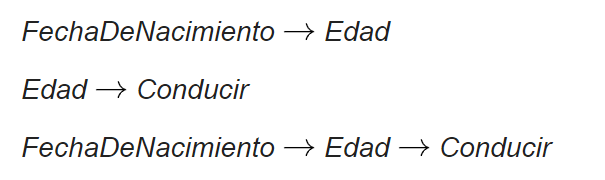 FechaDeNacimiento → Edad
Edad → Conducir
FechaDeNacimiento → Edad → Conducir